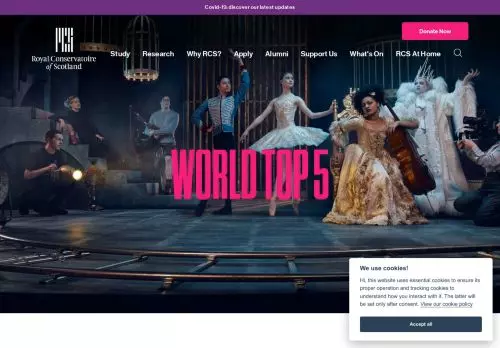 Covid-19: discover our latest updates
Donate Now
RCS
Royal Conservatoire
of Scotland
Study Research Why RCS? Apply Alumni Support Us What's On RCS At Home
WORLD TOP 5
We use cookies!
Hi, this website uses essential cookies to ensure its
proper operation and tracking cookies to
understand how you interact with it. The latter will
be set only after consent. View our cookie policy
Accept all